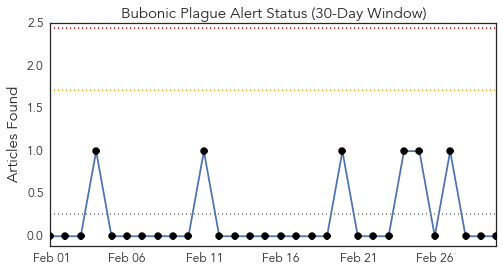 Bubonic Plague Alert Status (30-Day Window)
Articles Found
2.5
2.0
1.5
1.0
0.5
0.0
Feb 01 Feb 06 Feb 11 Feb 16 Feb 21 Feb 26